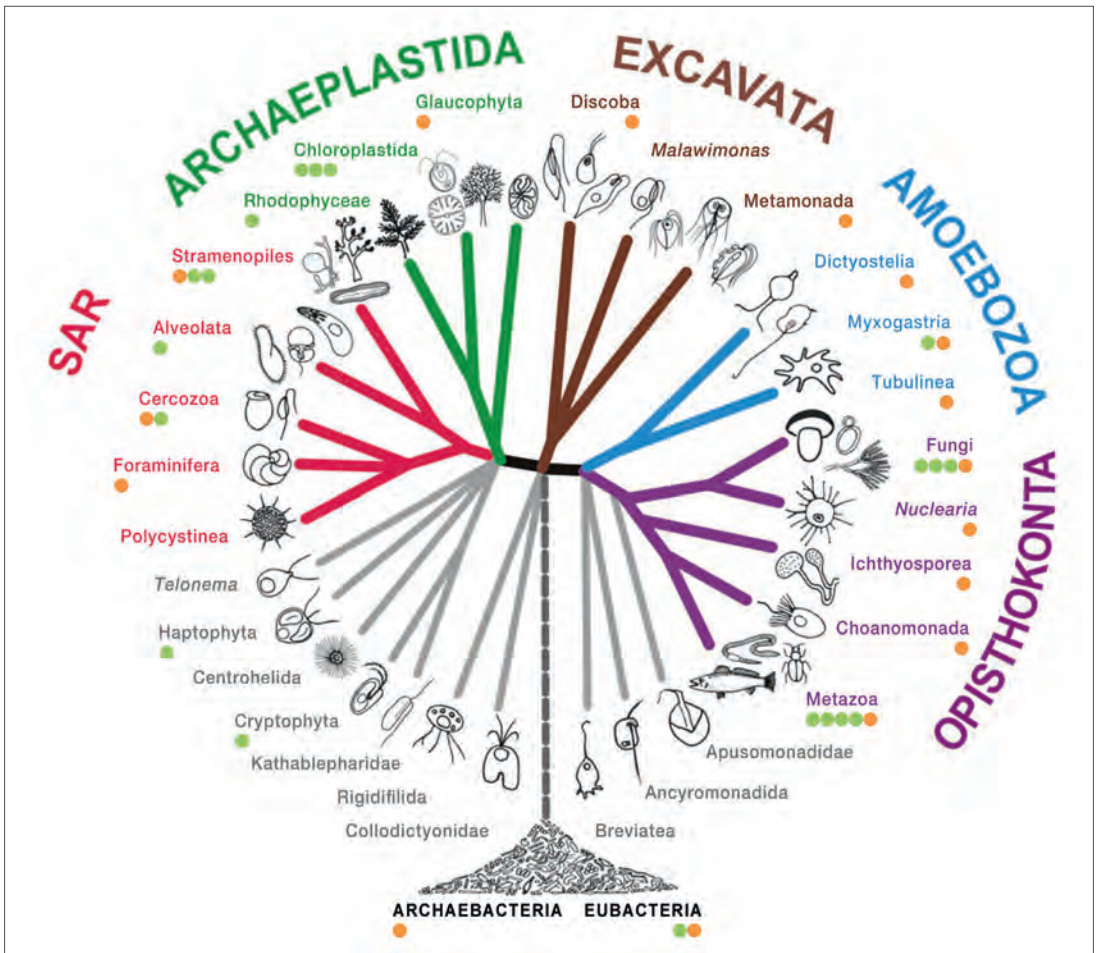 ARCHAEPLASTIDA
EXCAVATA
AMOEBOZOA
OPISTHOKONTA
SAR
Glaucophyta
Chloroplastida
Rhodophyceae
Stramenopiles
Alveolata
Cercozoa
Foraminifera
Polycystinea
Telonema
Haptophyta
Centrohelida
Cryptophyta
Kathablepharidae
Rigidifilida
Collodictyonidae
Discoba
Malawimonas
Metamonada
Dictyostelia
Myxogastria
Tubulinea
Fungi
Nuclearia
Ichthyosporea
Choanomonada
Metazoa
Apusomonadidae
Ancyromonadida
Breviatea
ARCHAEBACTERIA EUBACTERIA